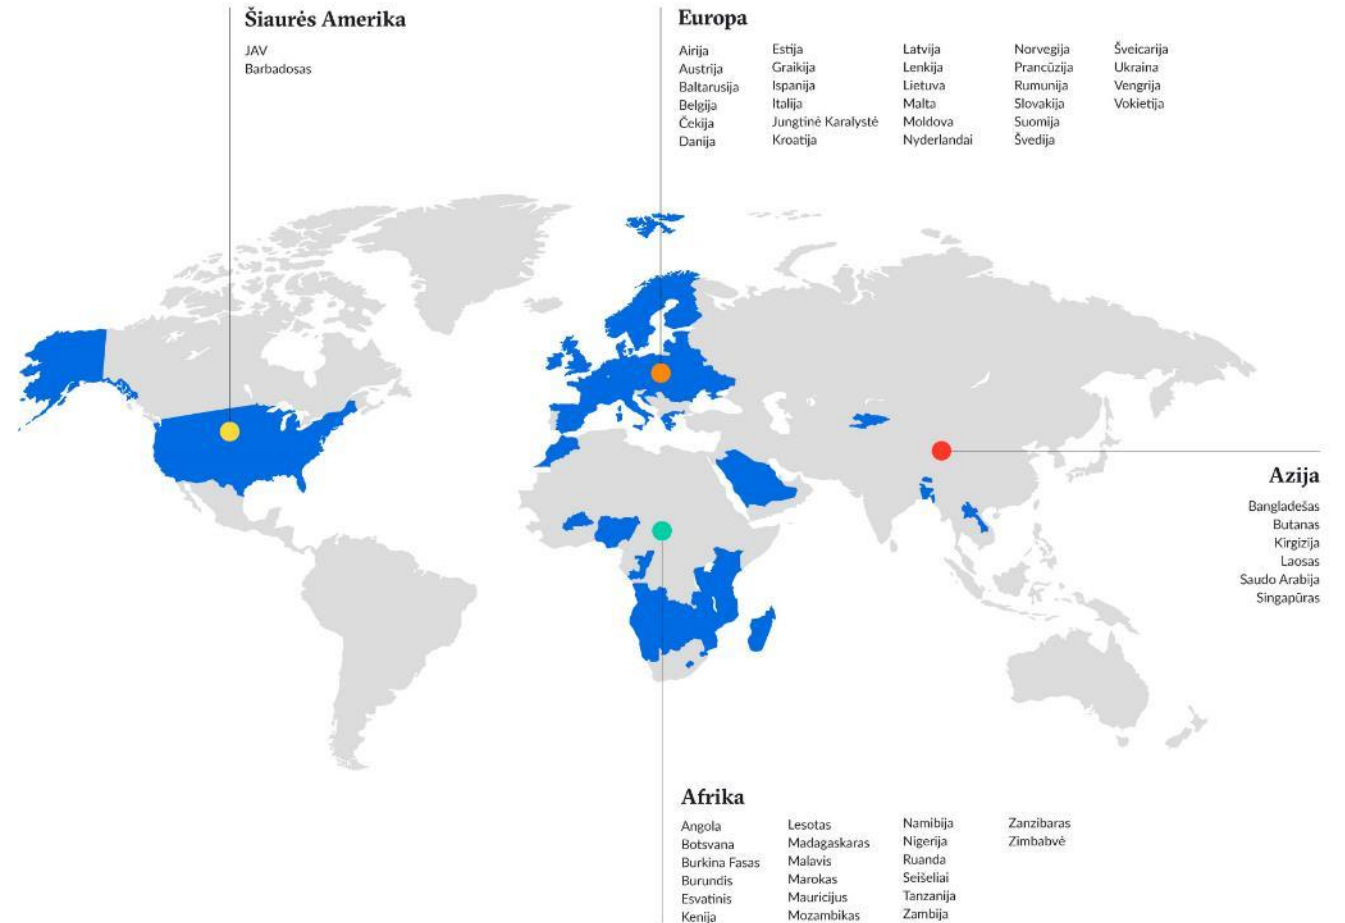 Šiaurės Amerika
JAV
Barbadosas
Europa
Airija
Austrija
Baltarusija
Belgija
Čekija
Danija
Estija
Graikija
Ispanija
Italija
Jungtinė Karalystė
Kroatija
Latvija
Lenkija
Lietuva
Malta
Moldova
Nyderlandai
Norvegija
Prancūzija
Rumunija
Slovakija
Suomija
Švedija
Šveicarija
Ukraina
Vengrija
Vokietija
Azija
Bangladešas
Butanas
Kirgizija
Laosas
Saudo Arabija
Singapūras
Afrika
Angola
Botsvana
Burkina Fasas
Burundis
Esvatinis
Kenija
Lesotas
Madagaskaras
Malavis
Marokas
Mauricijus
Mozambikas
Namibija
Nigerija
Ruanda
Seišeliai
Tanzanija
Zambija
Zanzibaras
Zimbabvė